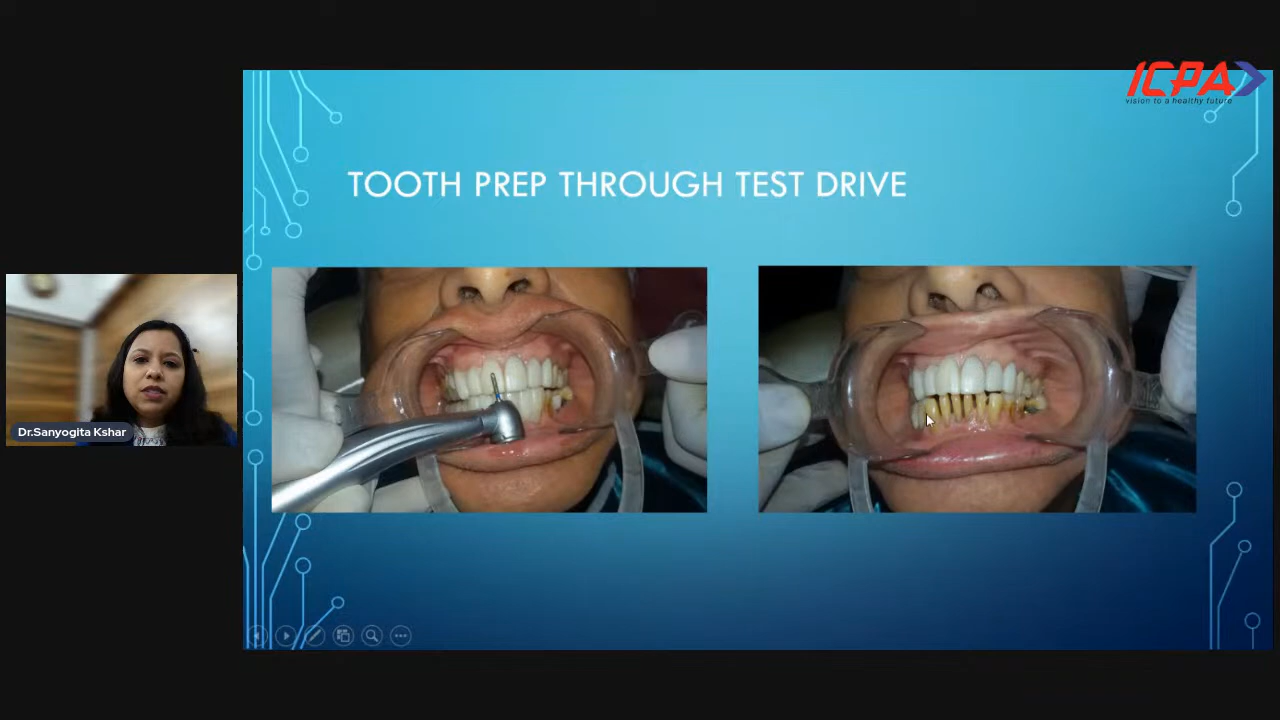 ICPA
vision to a healthy future
TOOTH PREP THROUGH TEST DRIVE
Dr.Sanyogita Kshar